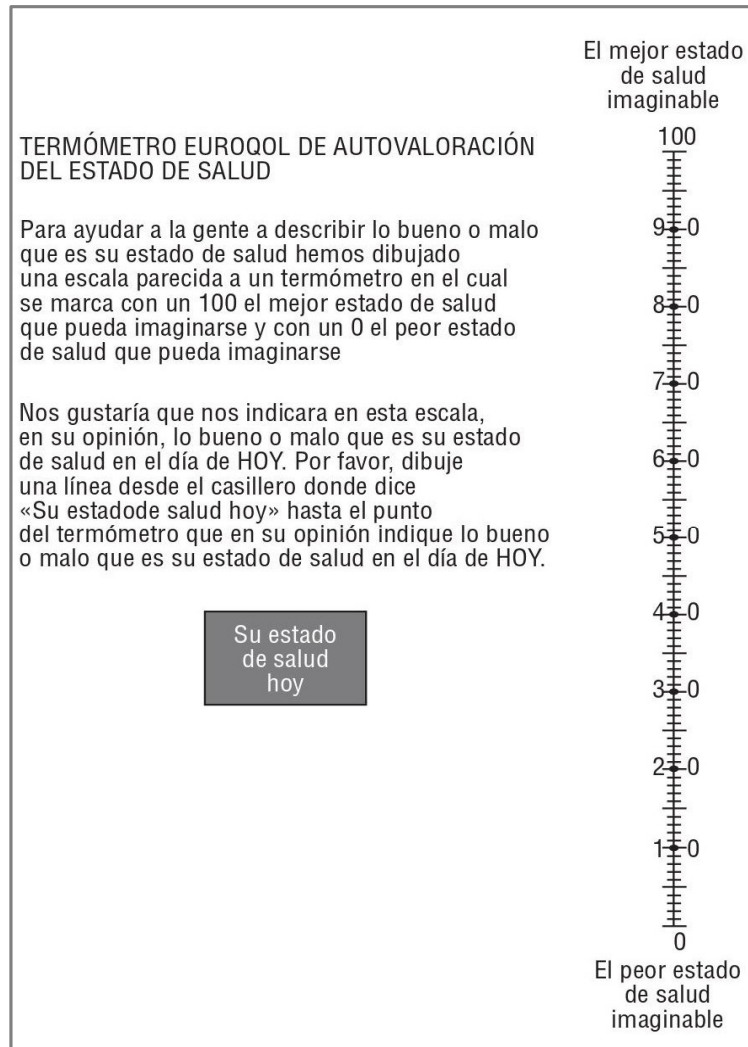 El mejor estado
de salud
imaginable
TERMÓMETRO EUROQOL DE AUTOVALORACIÓN
DEL ESTADO DE SALUD
Para ayudar a la gente a describir lo bueno o malo
que es su estado de salud hemos dibujado
una escala parecida a un termómetro en el cual
se marca con un 100 el mejor estado de salud
que pueda imaginarse y con un 0 el peor estado
de salud que pueda imaginarse
Nos gustaría que nos indicara en esta escala,
en su opinión, lo bueno o malo que es su estado
de salud en el día de HOY. Por favor, dibuje
una línea desde el casillero donde dice
«Su estadode salud hoy» hasta el punto
del termómetro que en su opinión indique lo bueno
o malo que es su estado de salud en el día de HOY.
Su estado
de salud
hoy
100
9 0
8 0
7 0
6 0
5 0
4 0
3 0
2 0
1 0
0
El peor estado
de salud
imaginable